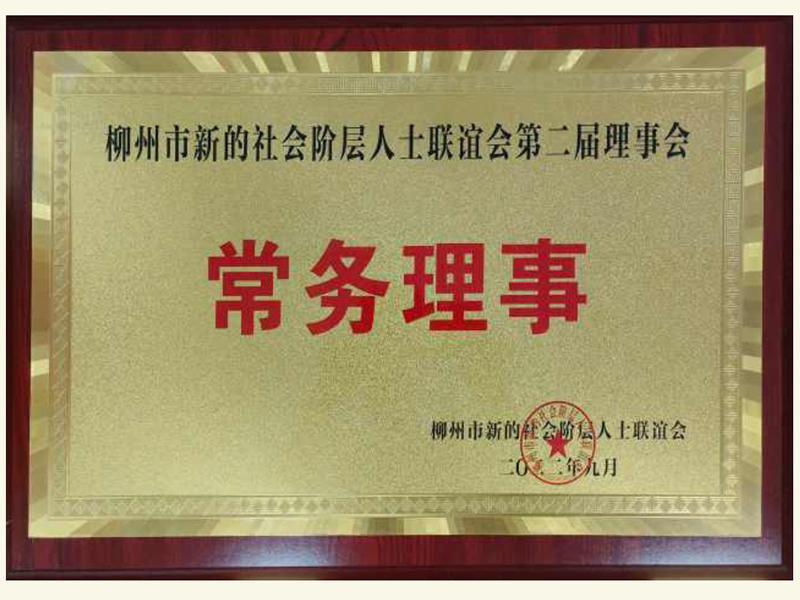 柳州市新的社会阶层人士联谊会第二届理事会
常务理事
柳州市新的社会阶层人士联谊会
二〇二二年九月